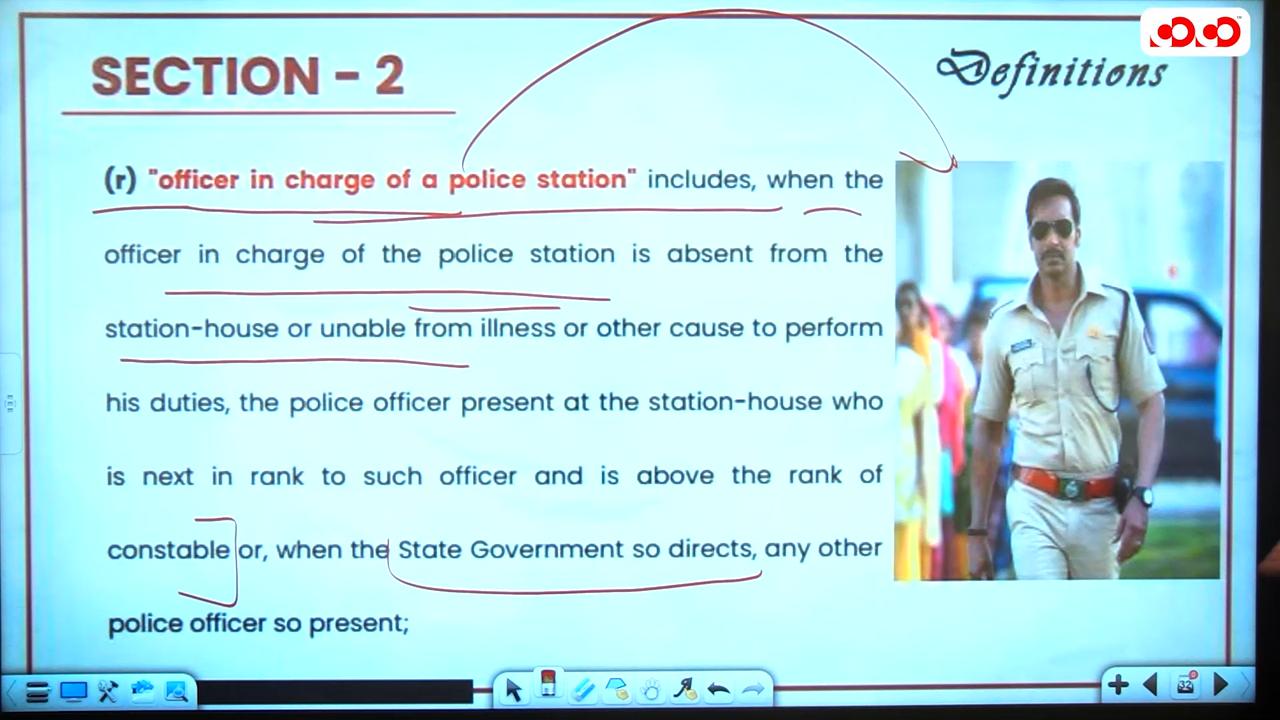 SECTION - 2
Definitions
(r) "officer in charge of a police station" includes, when the
officer in charge of the police station is absent from the
station-house or unable from illness or other cause to perform
his duties, the police officer present at the station-house who
is next in rank to such officer and is above the rank of
constable or, when the State Government so directs, any other
police officer so present;
32